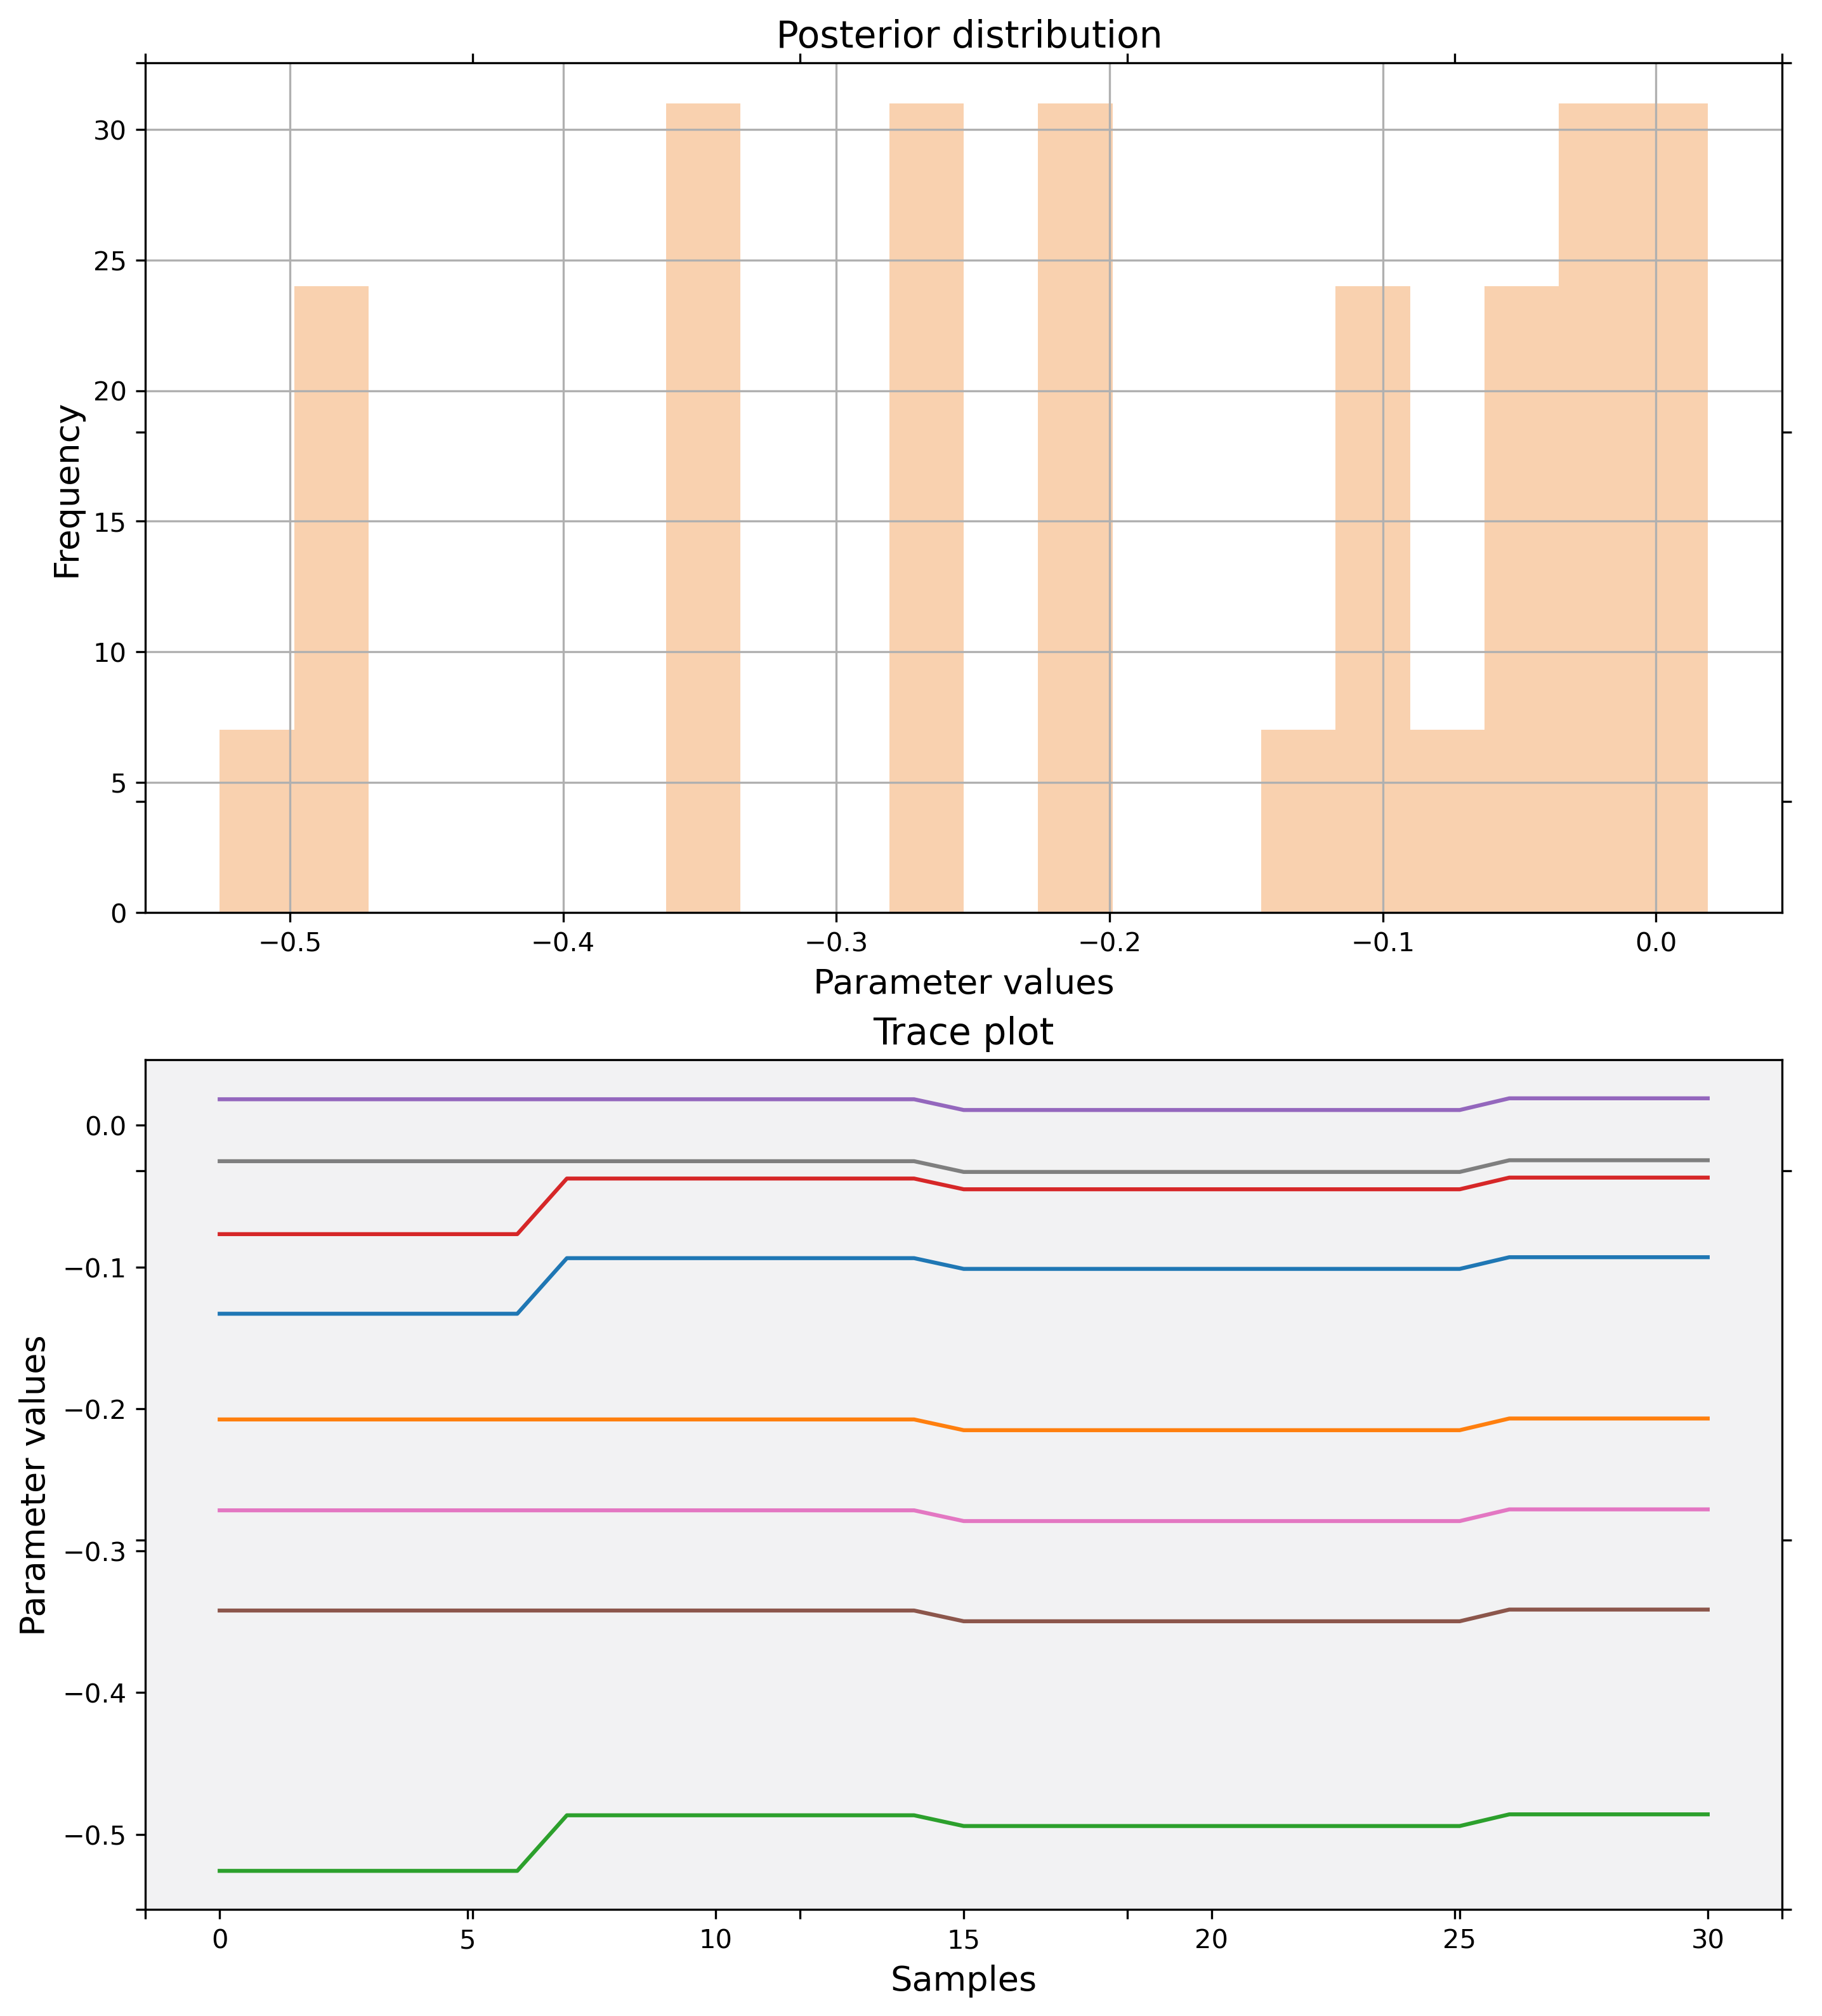 Posterior distribution
30
25
20
15
10
5
0
Frequency
−0.5 −0.4 −0.3 −0.2 −0.1 0.0
Parameter values
Trace plot
0.0
−0.1
−0.2
−0.3
−0.4
−0.5
Parameter values
0 5 10 15 20 25 30
Samples